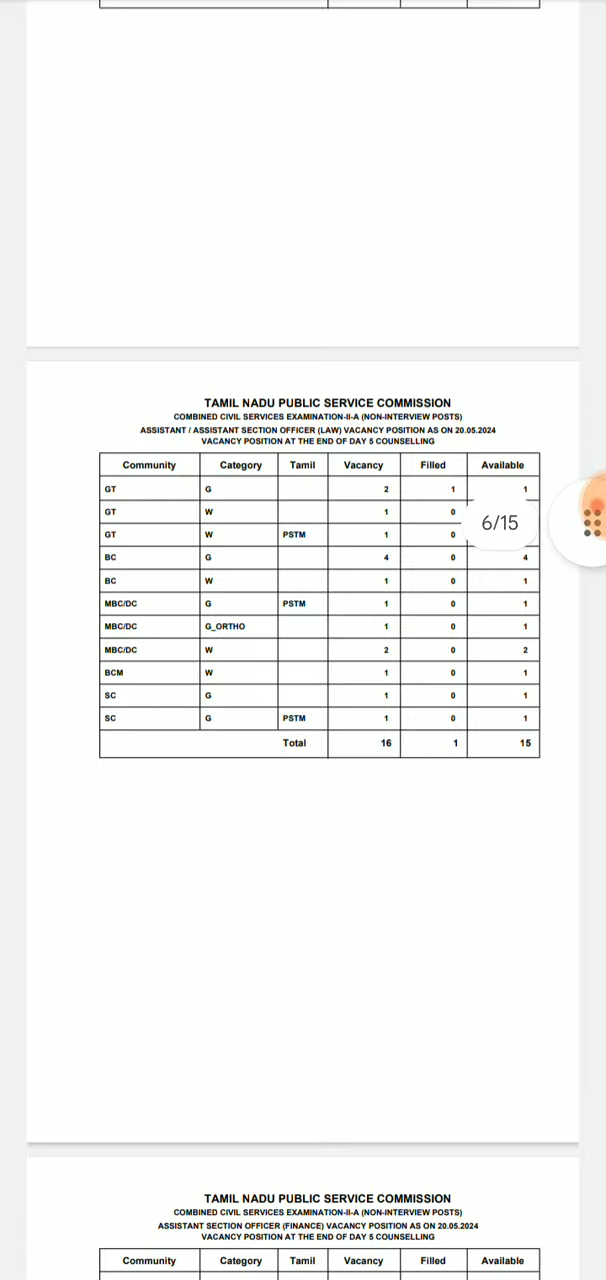 TAMIL NADU PUBLIC SERVICE COMMISSION
COMBINED CIVIL SERVICES EXAMINATION-II-A (NON-INTERVIEW POSTS)
ASSISTANT / ASSISTANT SECTION OFFICER (LAW) VACANCY POSITION AS ON 20.05.2024
VACANCY POSITION AT THE END OF DAY 5 COUNSELLING
Community Category Tamil Vacancy Filled Available
GT G 2 1 1
GT W 1 0
6/15
GT W PSTM 1 0
BC G 4 0 4
BC W 1 0 1
MBC/DC G PSTM 1 0 1
MBC/DC G_ORTHO 1 0 1
MBC/DC W 2 0 2
BCM W 1 0 1
SC G 1 0 1
SC G PSTM 1 0 1
Total 16 1 15
TAMIL NADU PUBLIC SERVICE COMMISSION
COMBINED CIVIL SERVICES EXAMINATION-II-A (NON-INTERVIEW POSTS)
ASSISTANT SECTION OFFICER (FINANCE) VACANCY POSITION AS ON 20.05.2024
VACANCY POSITION AT THE END OF DAY 5 COUNSELLING
Community Category Tamil Vacancy Filled Available